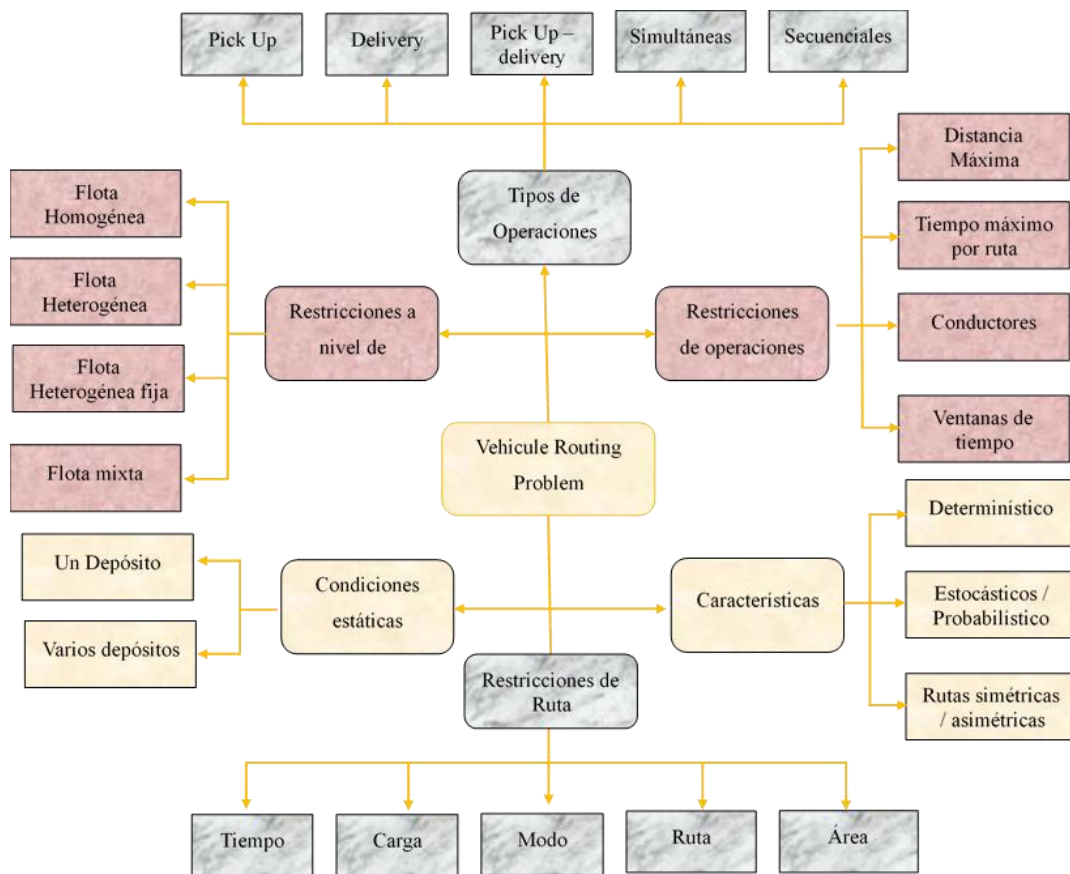 Pick Up
Delivery
Pick Up –
delivery
Simultáneas
Secuenciales
Tipos de
Operaciones
Flota
Homogénea
Flota
Heterogénea
Flota
Heterogénea fija
Flota mixta
Restricciones a
nivel de
Restricciones
de operaciones
Distancia
Máxima
Tiempo máximo
por ruta
Conductores
Ventanas de
tiempo
Vehicule Routing
Problem
Un Depósito
Varios depósitos
Condiciones
estáticas
Características
Determinístico
Estocásticos /
Probabilístico
Rutas simétricas
/ asimétricas
Restricciones de
Ruta
Tiempo
Carga
Modo
Ruta
Área